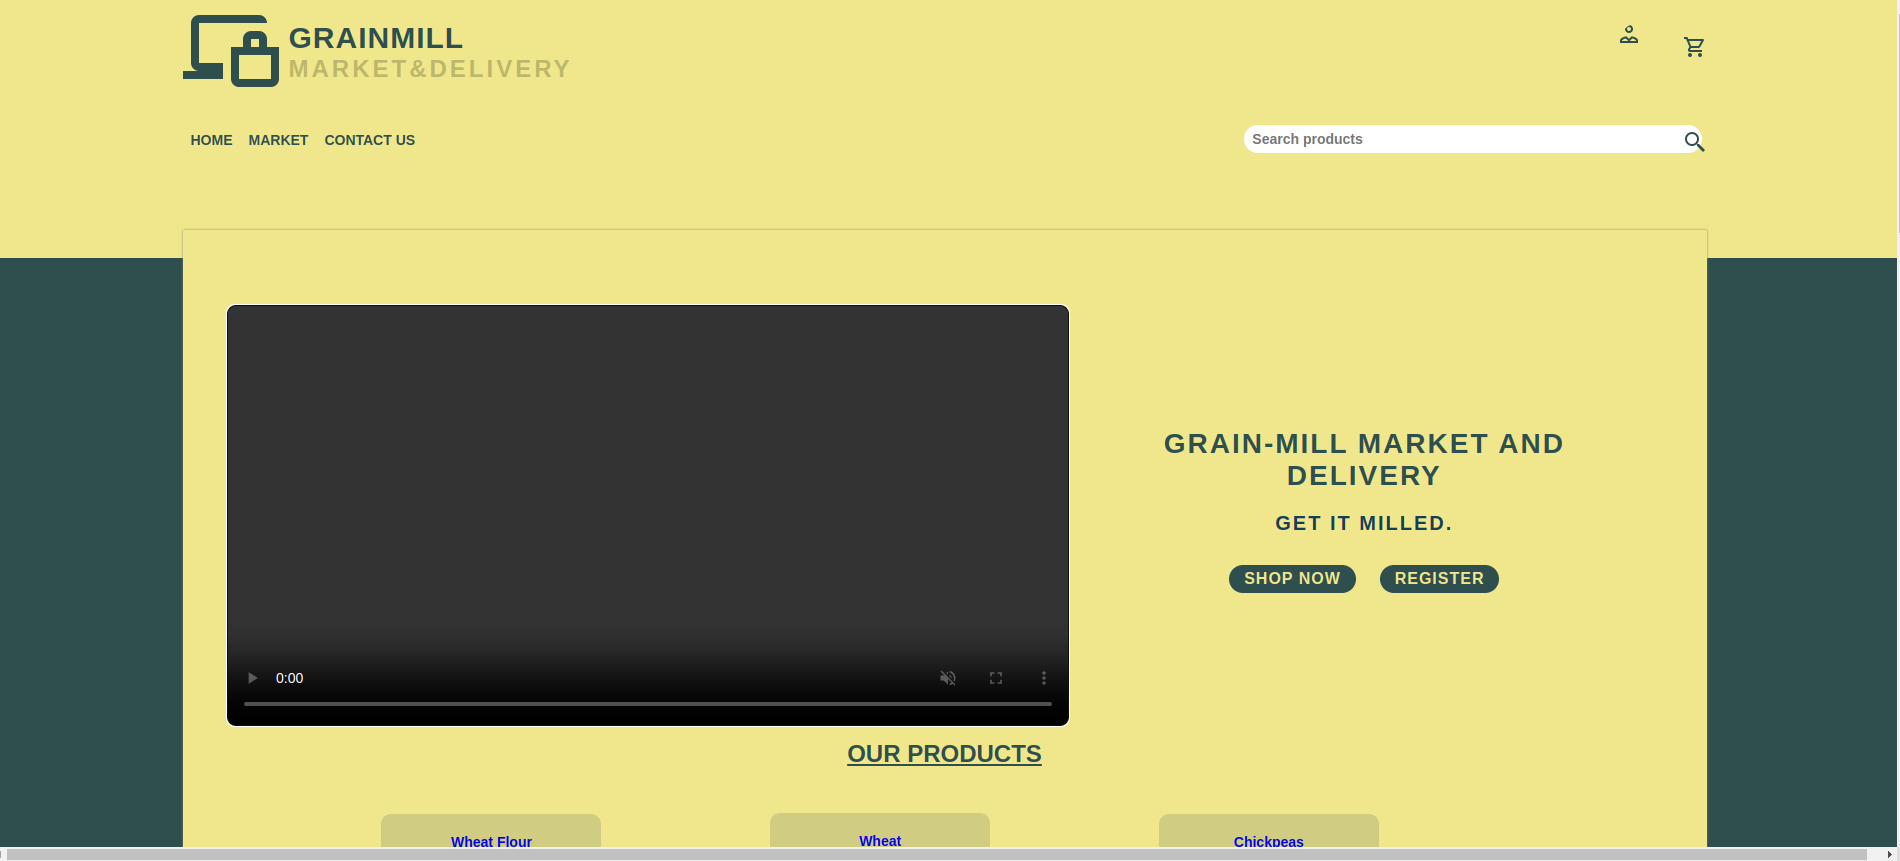 GRAINMILL
MARKET&DELIVERY
HOME MARKET CONTACT US
Search products
GRAIN-MILL MARKET AND
DELIVERY
GET IT MILLED.
SHOP NOW REGISTER
0:00
OUR PRODUCTS
Wheat Flour Wheat Chickpeas